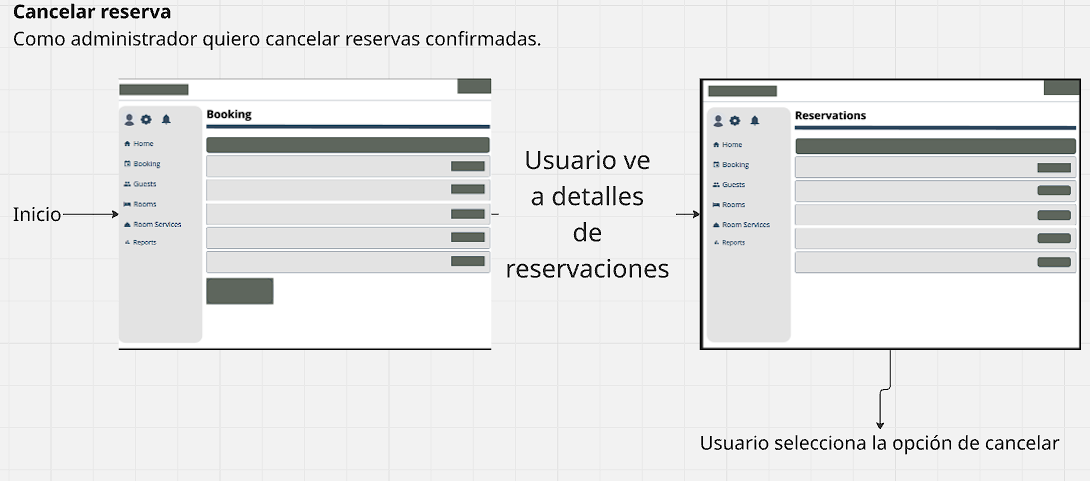 Cancelar reserva
Como administrador quiero cancelar reservas confirmadas.
Inicio
Booking
Home
Booking
Guests
Rooms
Room Services
Reports
Usuario ve
a detalles
de
reservaciones
Reservations
Home
Booking
Guests
Rooms
Room Services
Reports
Usuario selecciona la opción de cancelar